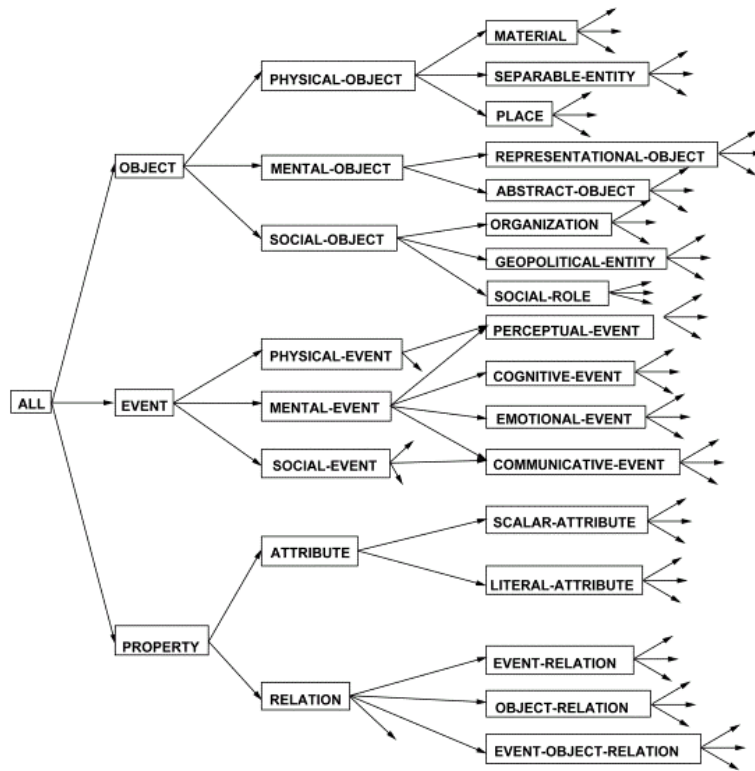 ALL
OBJECT
PHYSICAL-OBJECT
MATERIAL
SEPARABLE-ENTITY
PLACE
MENTAL-OBJECT
REPRESENTATIONAL-OBJECT
ABSTRACT-OBJECT
SOCIAL-OBJECT
ORGANIZATION
GEOPOLITICAL-ENTITY
SOCIAL-ROLE
EVENT
PHYSICAL-EVENT
PERCEPTUAL-EVENT
MENTAL-EVENT
COGNITIVE-EVENT
EMOTIONAL-EVENT
SOCIAL-EVENT
COMMUNICATIVE-EVENT
PROPERTY
ATTRIBUTE
SCALAR-ATTRIBUTE
LITERAL-ATTRIBUTE
RELATION
EVENT-RELATION
OBJECT-RELATION
EVENT-OBJECT-RELATION